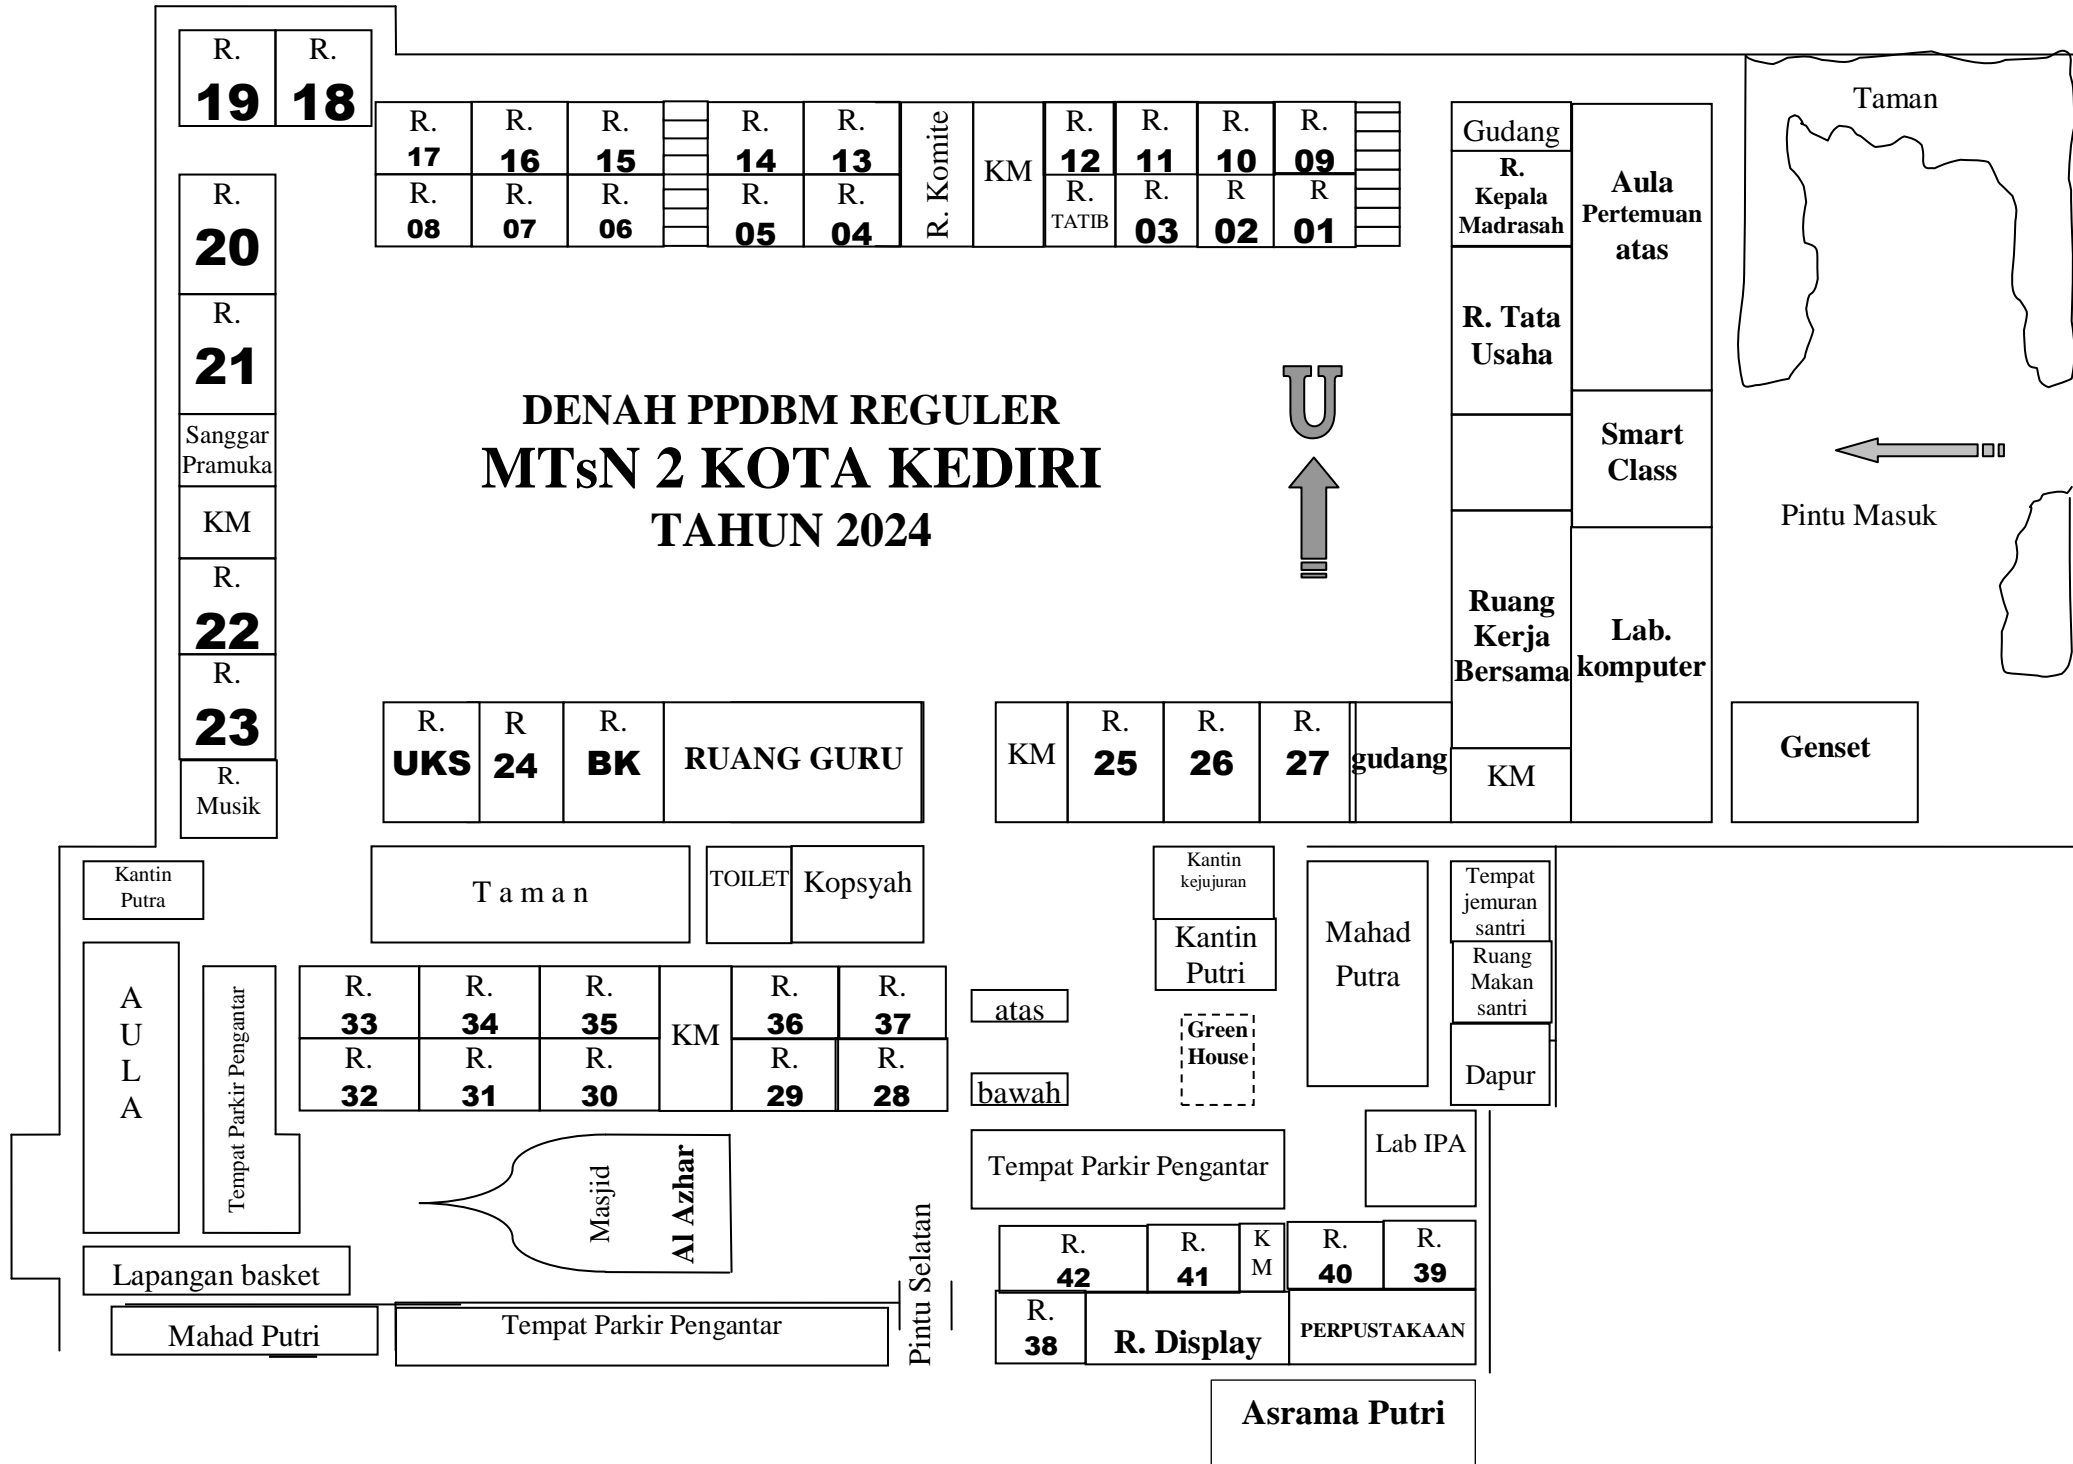 R.
19
R.
18
R.
17
R.
16
R.
15
R.
14
R.
13
R. Komite
KM
R.
12
R.
11
R.
10
R.
09
R.
08
R.
07
R.
06
R.
05
R.
04
R.
TATIB
R.
03
R
02
R
01
Gudang
R.
Kepala
Madrasah
Aula
Pertemuan
atas
Taman
R.
20
R.
21
Sanggar
Pramuka
KM
R.
22
R.
23
R.
Musik
DENAH PPDBM REGULER
MTsN 2 KOTA KEDIRI
TAHUN 2024
U
R. Tata
Usaha
Smart
Class
Pintu Masuk
Ruang
Kerja
Bersama
Lab.
komputer
R.
UKS
R
24
R.
BK
RUANG GURU
KM
R.
25
R.
26
R.
27
gudang
KM
Genset
Kantin
Putra
T a m a n
TOILET
Kopsyah
Kantin
kejujuran
Kantin
Putri
Mahad
Putra
Tempat
jemuran
santri
Ruang
Makan
santri
Dapur
A
U
L
A
Tempat Parkir Pengantar
R.
33
R.
34
R.
35
KM
R.
36
R.
37
R.
32
R.
31
R.
30
R.
29
R.
28
atas
bawah
Green
House
Masjid
Al Azhar
Tempat Parkir Pengantar
Lab IPA
Lapangan basket
Mahad Putri
Tempat Parkir Pengantar
Pintu Selatan
R.
42
R.
41
K
M
R.
40
R.
39
R.
38
R. Display
PERPUSTAKAAN
Asrama Putri